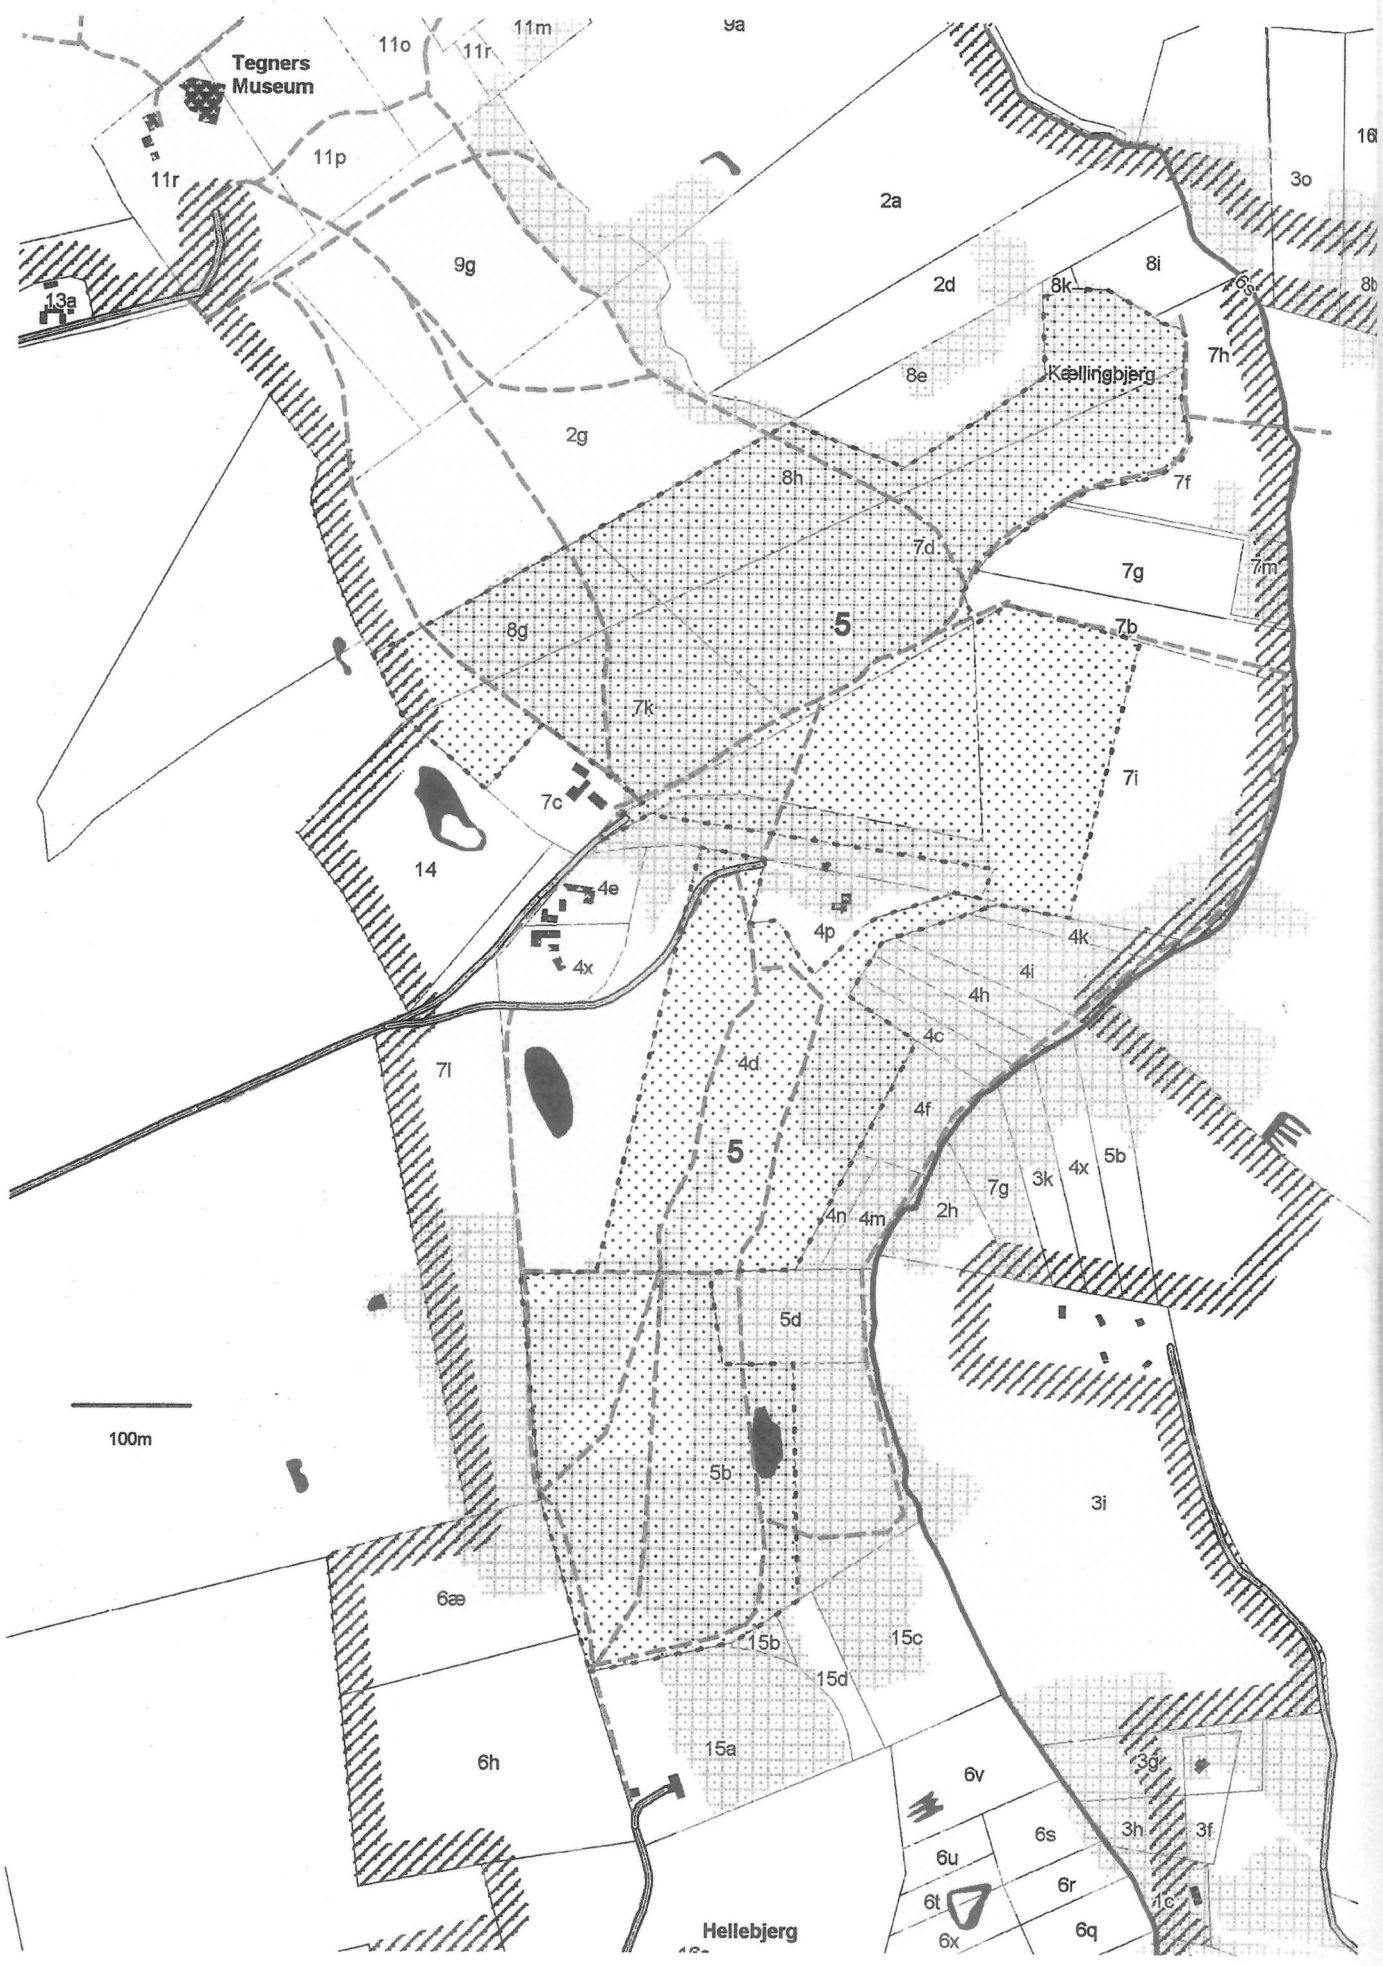 11m
9a
11o
11r
Tegners
Museum
11p
11r
3o
2a
9g
8i
2d
8k
6s
8b
13a
7h
8e
Kællingbjerg
2g
8h
7f
7d
7g
7m
5
8g
7b
7k
7i
7c
14
4e
4p
4k
4x
4i
4h
4c
7l
4d
4f
5
5b
4x
3k
7g
4n
4m
2h
5d
100m
5b
3i
6æ
15b
15c
15d
15a
6h
3g
6v
6s
3h
3f
6u
6t
6r
1c
Hellebjerg
6x
6q